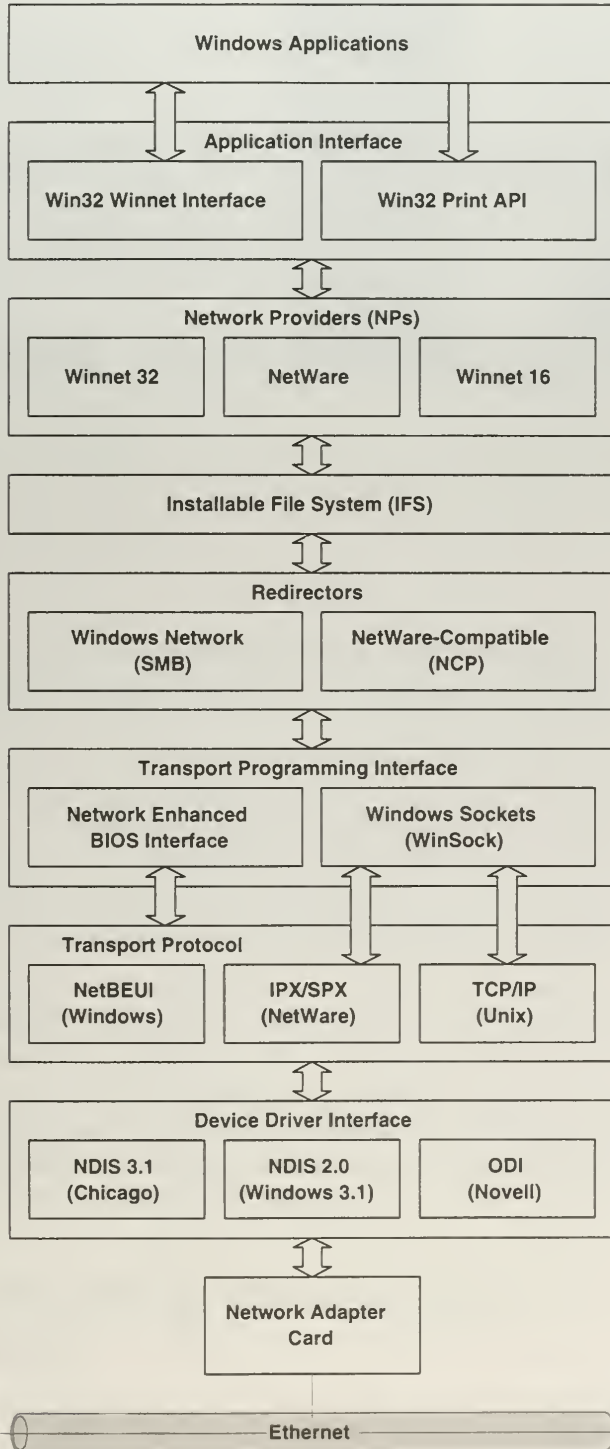 Windows Applications
Application Interface
Win32 Winnet Interface
Win32 Print API
Network Providers (NPs)
Winnet 32
NetWare
Winnet 16
Installable File System (IFS)
Redirectors
Windows Network
(SMB)
NetWare-Compatible
(NCP)
Transport Programming Interface
Network Enhanced
BIOS Interface
Windows Sockets
(WinSock)
Transport Protocol
NetBEUI
(Windows)
IPX/SPX
(NetWare)
TCP/IP
(Unix)
Device Driver Interface
NDIS 3.1
(Chicago)
NDIS 2.0
(Windows 3.1)
ODI
(Novell)
Network Adapter
Card
Ethernet